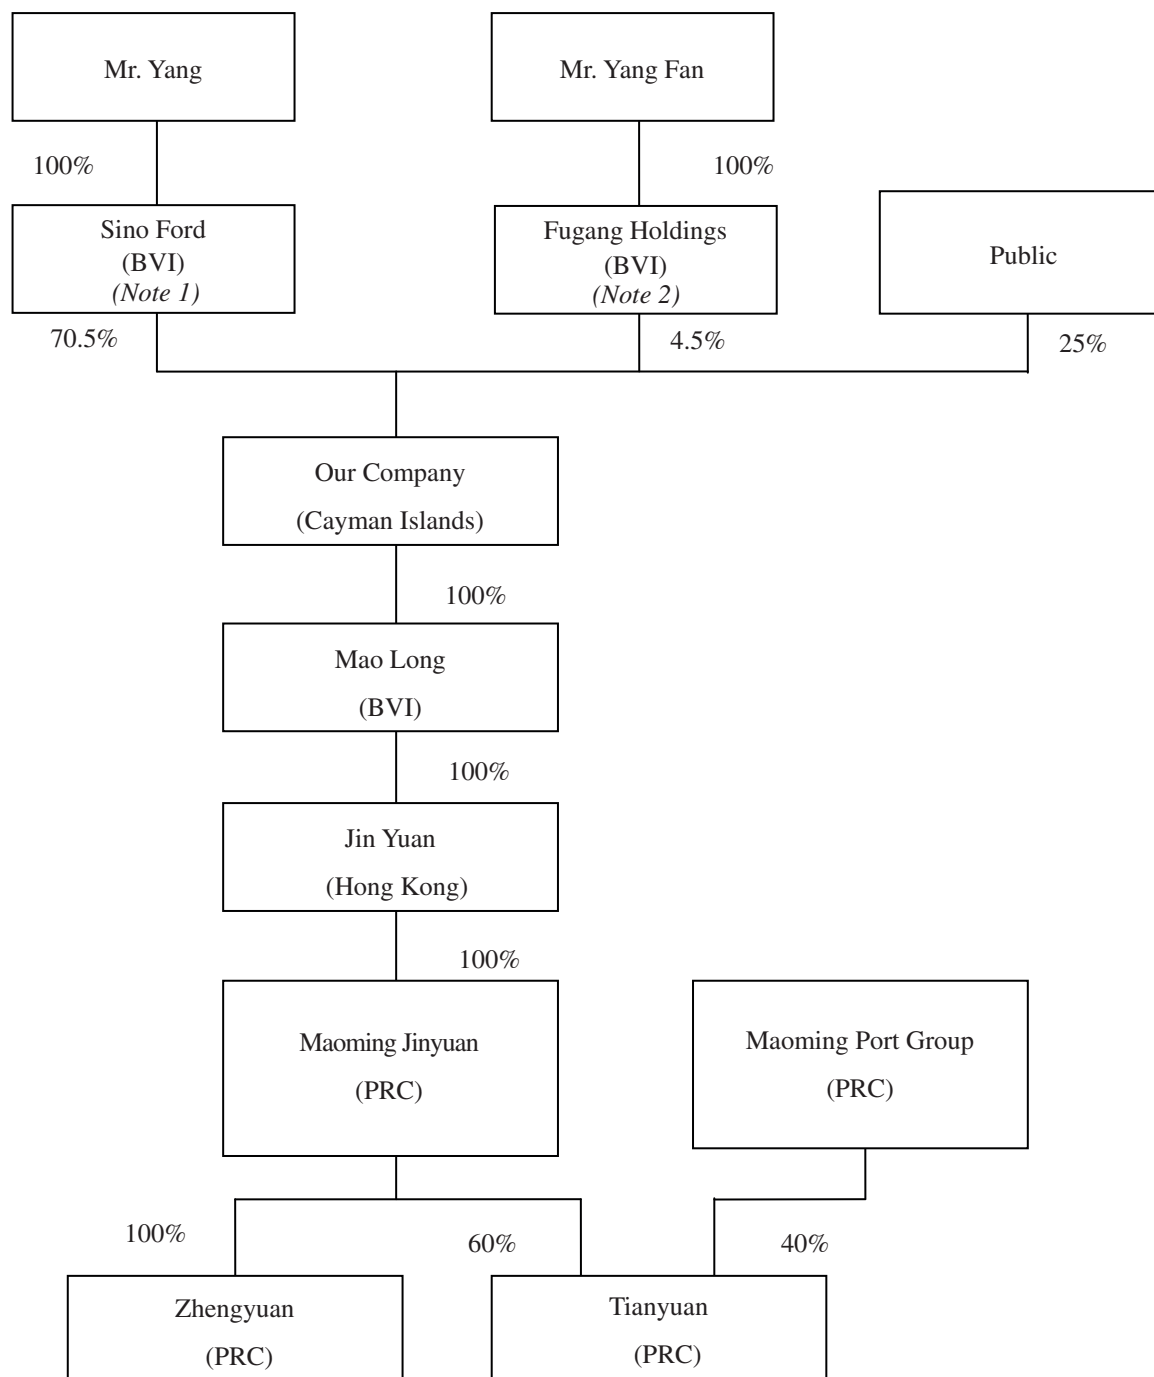 Mr. Yang
Mr. Yang Fan
100%
100%
Sino Ford
(BVI)
(Note 1)
Fugang Holdings
(BVI)
(Note 2)
Public
70.5%
4.5%
25%
Our Company
(Cayman Islands)
100%
Mao Long
(BVI)
100%
Jin Yuan
(Hong Kong)
100%
Maoming Jinyuan
(PRC)
Maoming Port Group
(PRC)
100%
60%
40%
Zhengyuan
(PRC)
Tianyuan
(PRC)